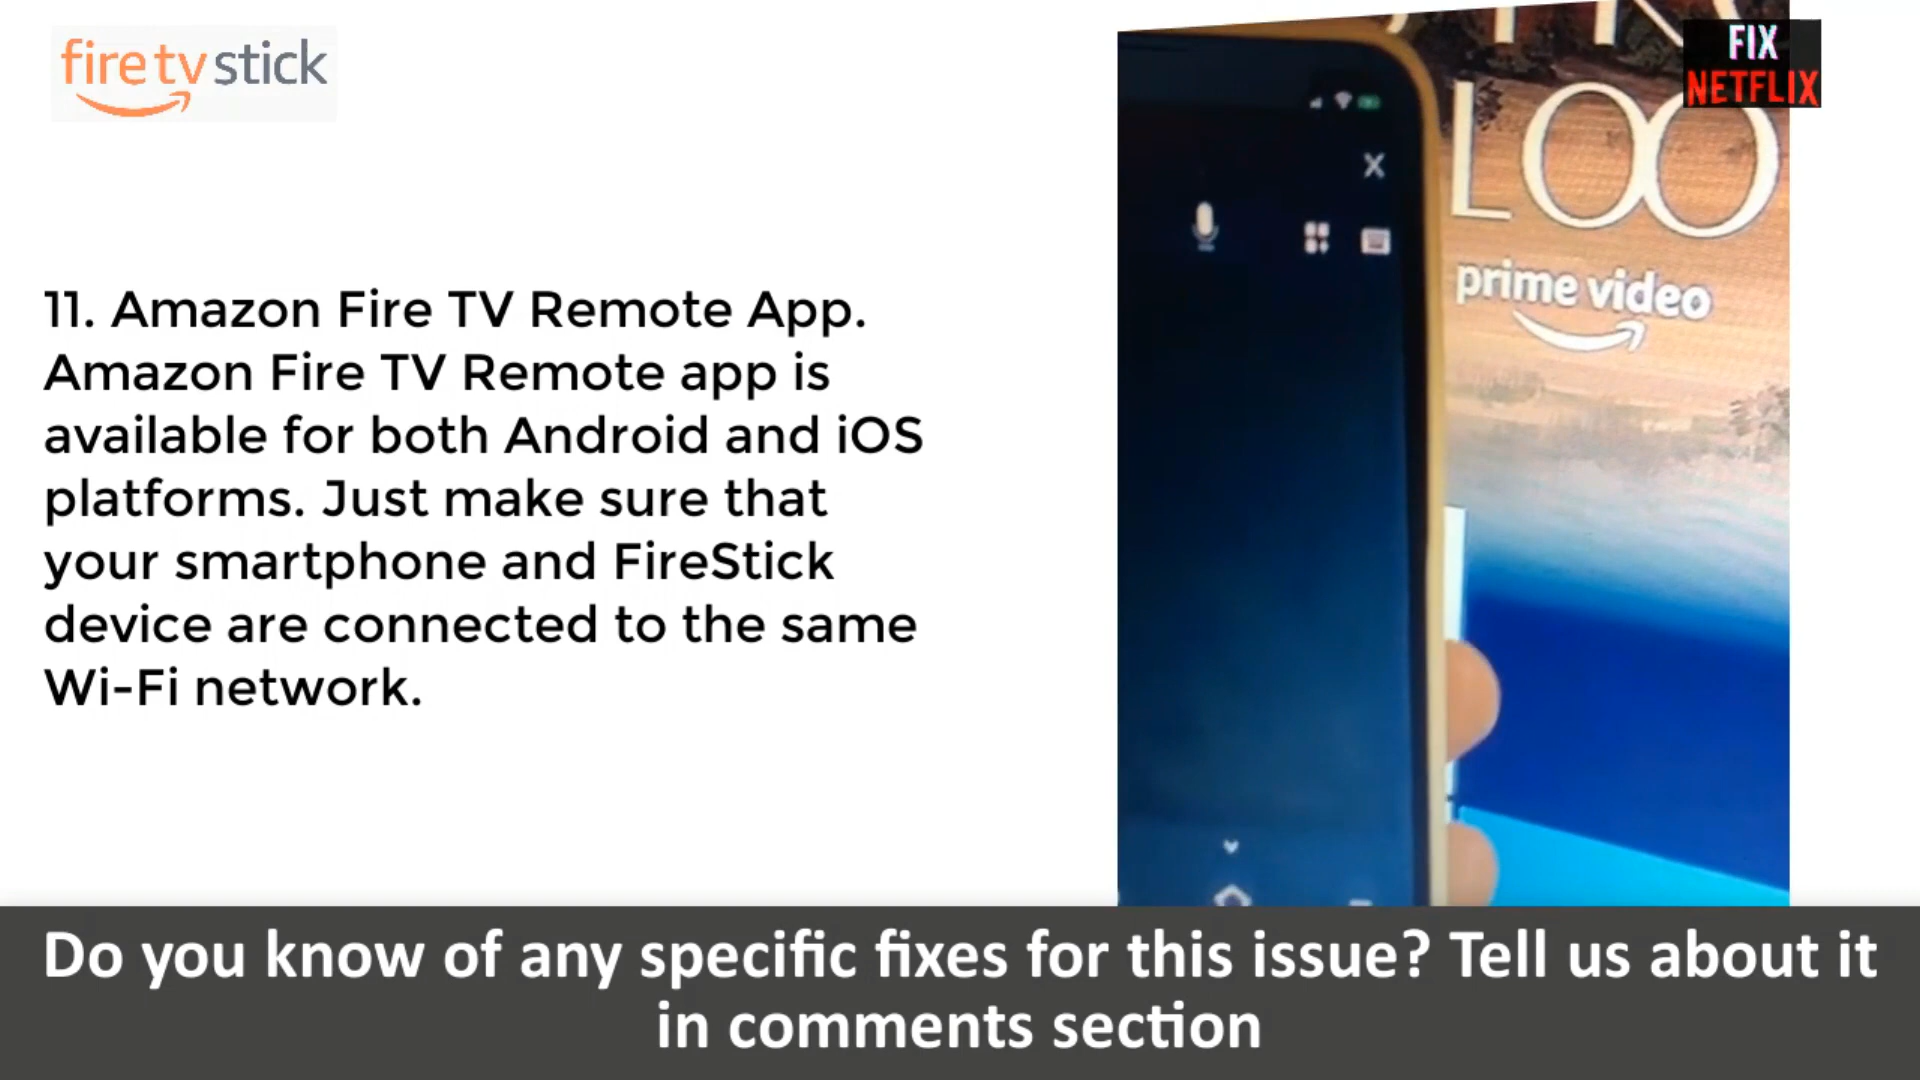 firetvstick
FIX
NETFLIX
X
LOO
prime video
11. Amazon Fire TV Remote App.
Amazon Fire TV Remote app is
available for both Android and iOS
platforms. Just make sure that
your smartphone and FireStick
device are connected to the same
Wi-Fi network.
Do you know of any specific fixes for this issue? Tell us about it
in comments section